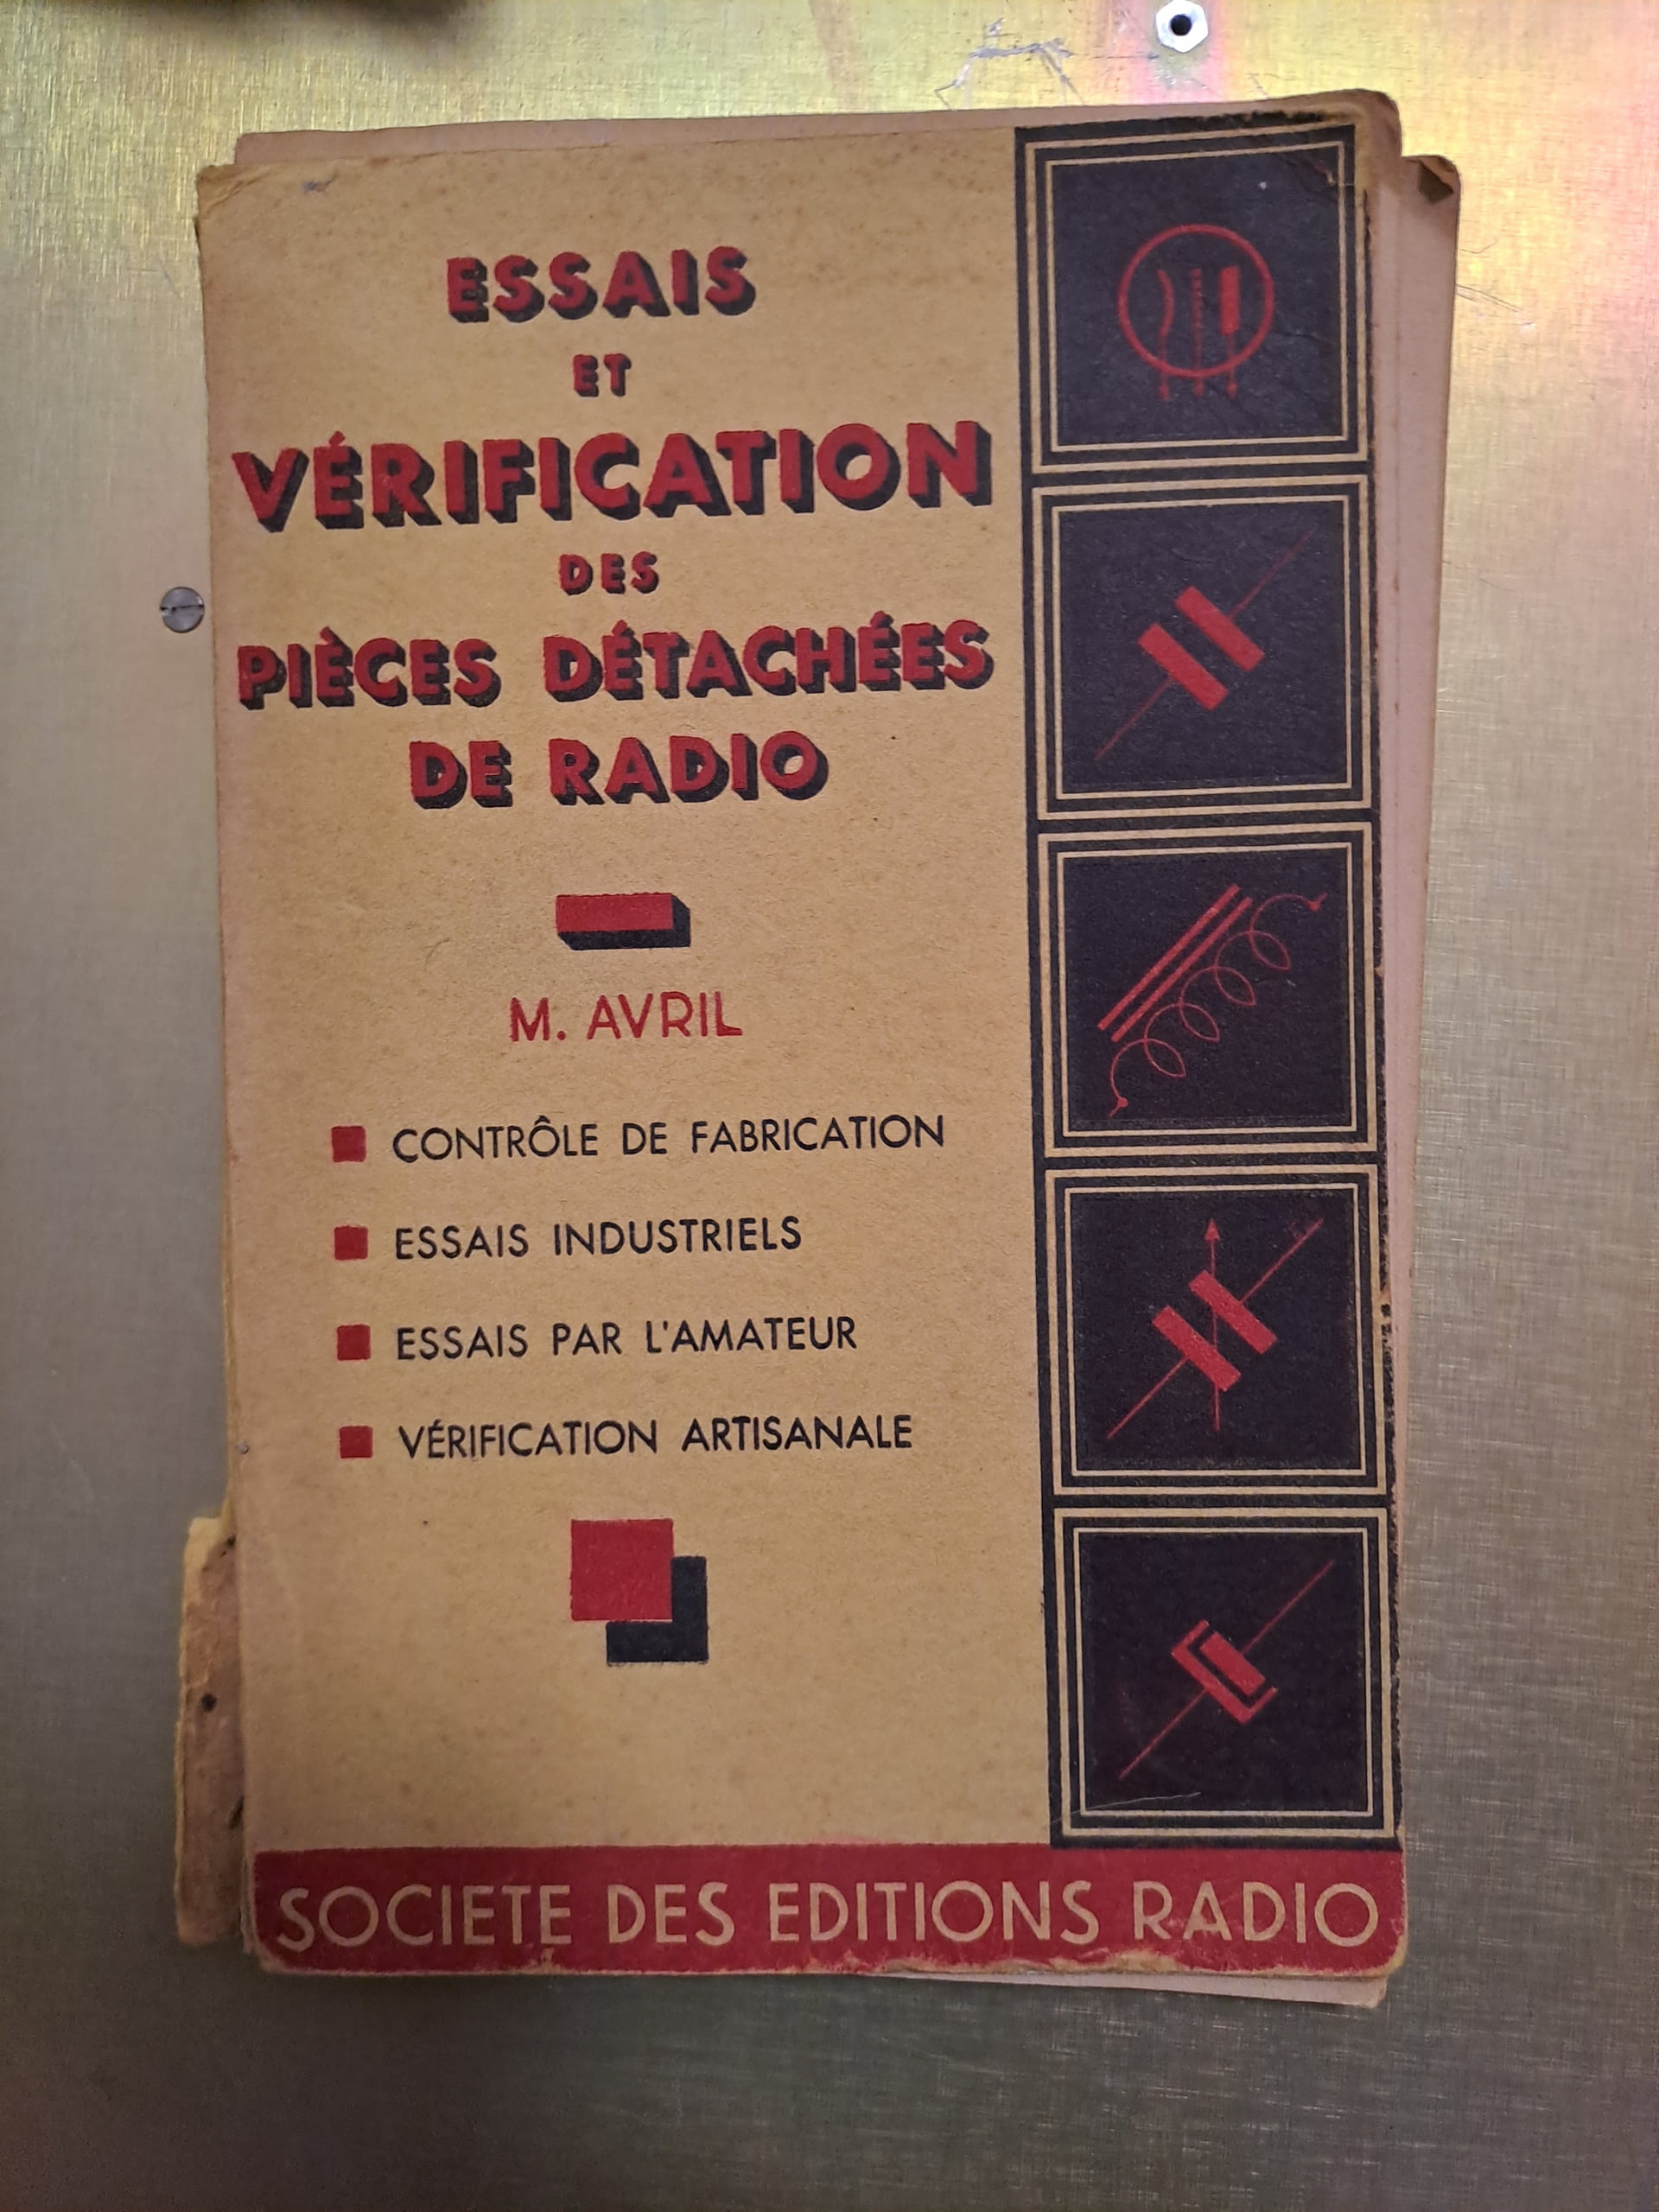 ESSAIS
ET
VÉRIFICATION
DES
PIÈCES DÉTACHÉES
DE RADIO
M. AVRIL
CONTRÔLE DE FABRICATION
ESSAIS INDUSTRIELS
ESSAIS PAR L'AMATEUR
VÉRIFICATION ARTISANALE
SOCIETE DES EDITIONS RADIO